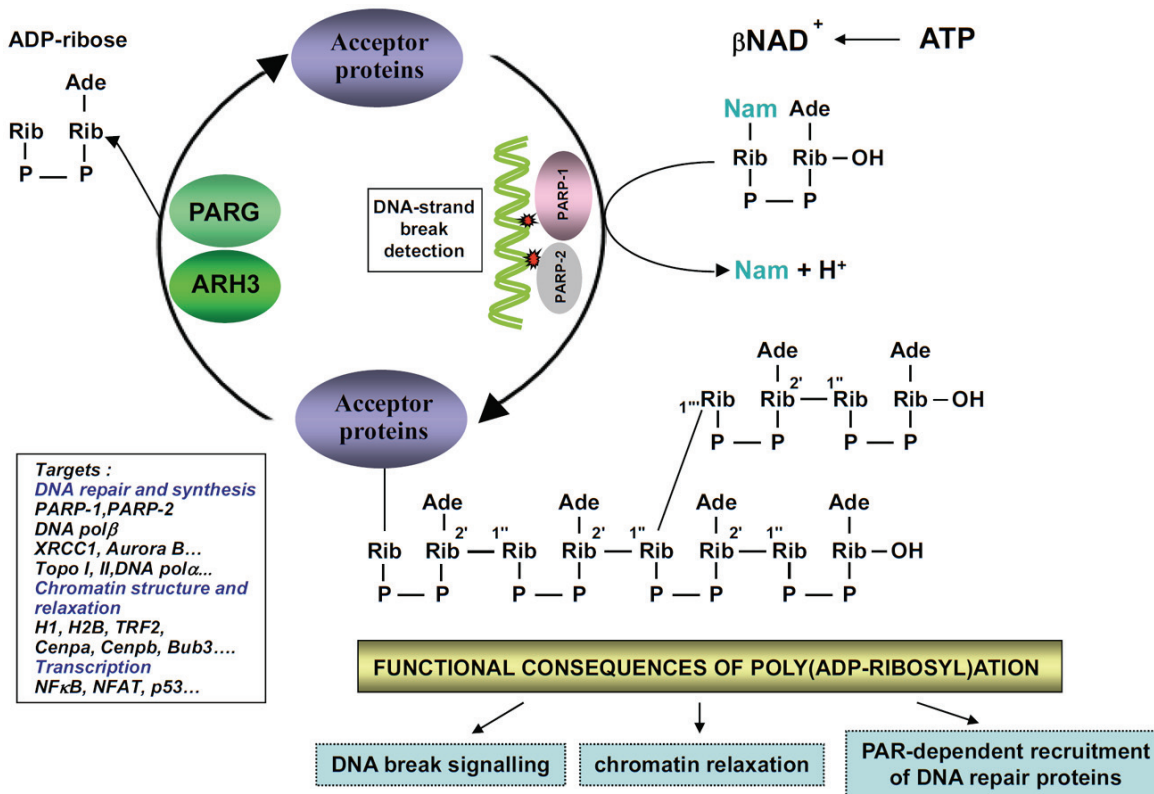 ADP-ribose
Ade
Rib Rib
P — P
PARG
ARH3
Acceptor
proteins
DNA-strand
break
detection
PARP-1
PARP-2
βNAD+ ATP
Nam Ade
Rib Rib—OH
P — P
Nam + H+
Acceptor
proteins
Ade Ade
1''' Rib Rib 2' — 1'' Rib Rib—OH
P — P P — P
Ade Ade Ade Ade
Rib Rib 2' — 1'' Rib Rib 2' — 1'' Rib Rib 2' — 1'' Rib Rib—OH
P — P P — P P — P P — P
Targets :
DNA repair and synthesis
PARP-1,PARP-2
DNA polβ
XRCC1, Aurora B…
Topo I, II,DNA polα...
Chromatin structure and
relaxation
H1, H2B, TRF2,
Cenpa, Cenpb, Bub3….
Transcription
NFκB, NFAT, p53…
FUNCTIONAL CONSEQUENCES OF POLY(ADP-RIBOSYL)ATION
DNA break signalling
chromatin relaxation
PAR-dependent recruitment
of DNA repair proteins